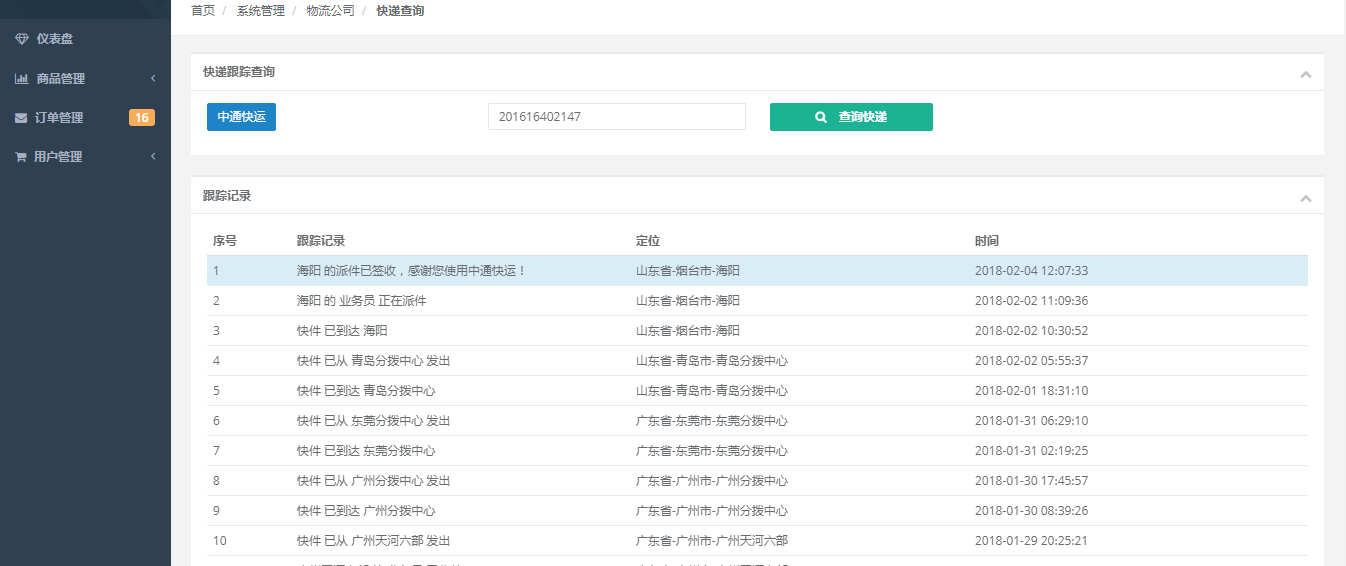 首页 / 系统管理 / 物流公司 / 快递查询
仪表盘
商品管理
订单管理 16
用户管理
快递跟踪查询
中通快运 201616402147 查询快递
跟踪记录
序号 跟踪记录 定位 时间
1 海阳 的派件已签收，感谢您使用中通快运！ 山东省-烟台市-海阳 2018-02-04 12:07:33
2 海阳 的 业务员 正在派件 山东省-烟台市-海阳 2018-02-02 11:09:36
3 快件 已到达 海阳 山东省-烟台市-海阳 2018-02-02 10:30:52
4 快件 已从 青岛分拨中心 发出 山东省-青岛市-青岛分拨中心 2018-02-02 05:55:37
5 快件 已到达 青岛分拨中心 山东省-青岛市-青岛分拨中心 2018-02-01 18:31:10
6 快件 已从 东莞分拨中心 发出 广东省-东莞市-东莞分拨中心 2018-01-31 06:29:10
7 快件 已到达 东莞分拨中心 广东省-东莞市-东莞分拨中心 2018-01-31 02:19:25
8 快件 已从 广州分拨中心 发出 广东省-广州市-广州分拨中心 2018-01-30 17:45:57
9 快件 已到达 广州分拨中心 广东省-广州市-广州分拨中心 2018-01-30 08:39:26
10 快件 已从 广州天河六部 发出 广东省-广州市-广州天河六部 2018-01-29 20:25:21